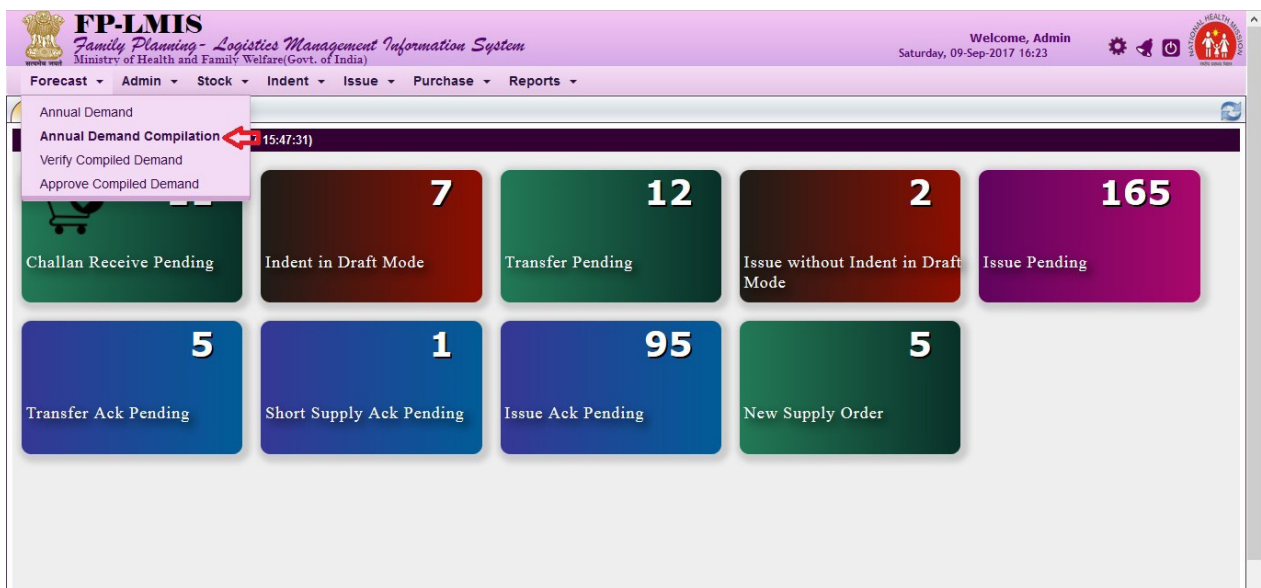 FP-LMIS
Family Planning- Logistics Management Information System
Ministry of Health and Family Welfare(Govt. of India)
Welcome, Admin
Saturday, 09-Sep-2017 16:23
NATIONAL HEALTH MISSION
Forecast Admin Stock Indent Issue Purchase Reports
Annual Demand
Annual Demand Compilation
15:47:31)
Verify Compiled Demand
Approve Compiled Demand
Challan Receive Pending
7
Indent in Draft Mode
12
Transfer Pending
2
Issue without Indent in Draft
Mode
165
Issue Pending
5
Transfer Ack Pending
1
Short Supply Ack Pending
95
Issue Ack Pending
5
New Supply Order